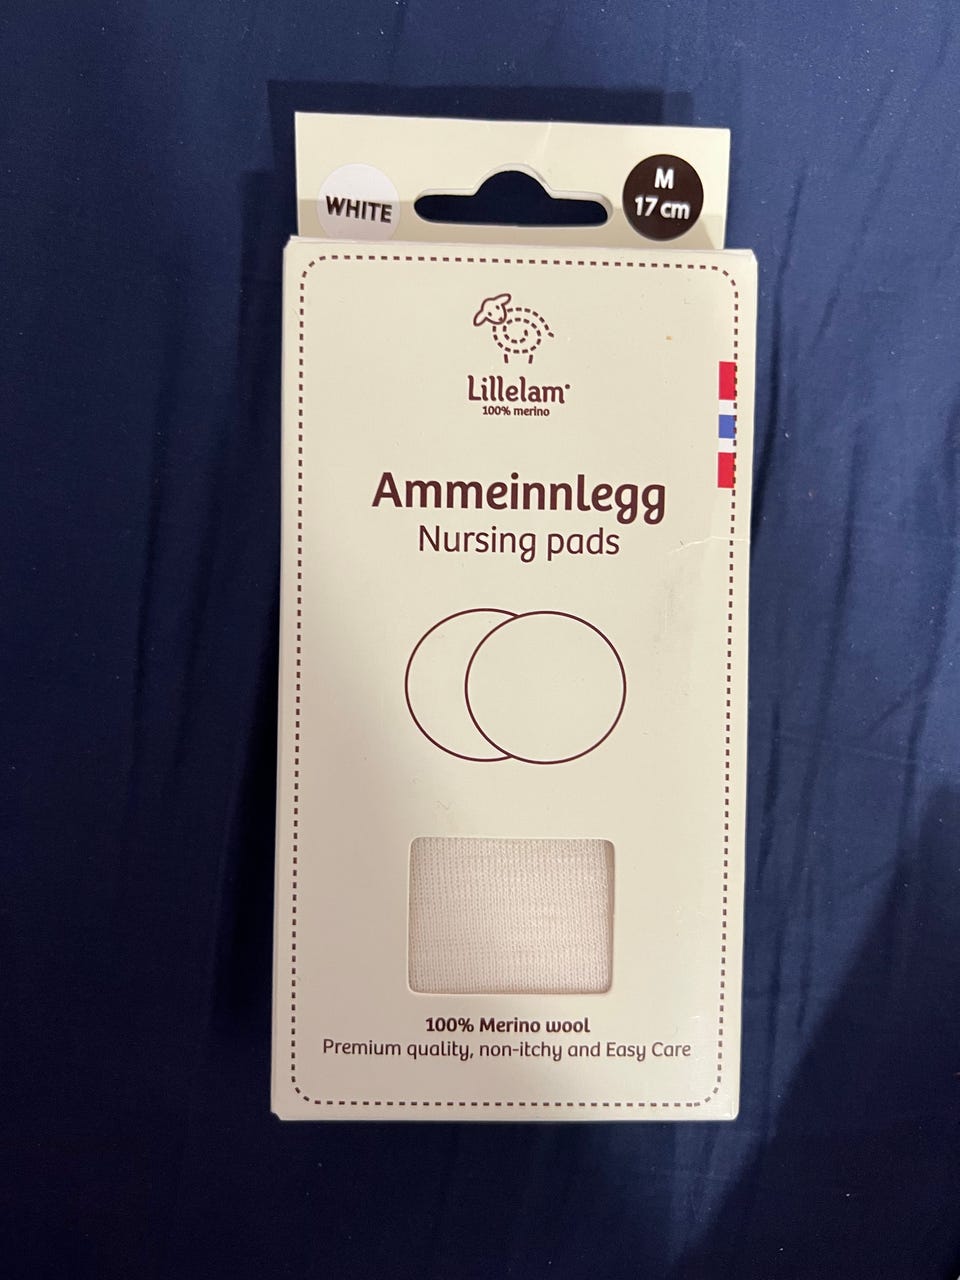 WHITE
M
17 cm
Lillelam
100% merino
Ammeinnlegg
Nursing pads
100% Merino wool
Premium quality, non-itchy and Easy Care